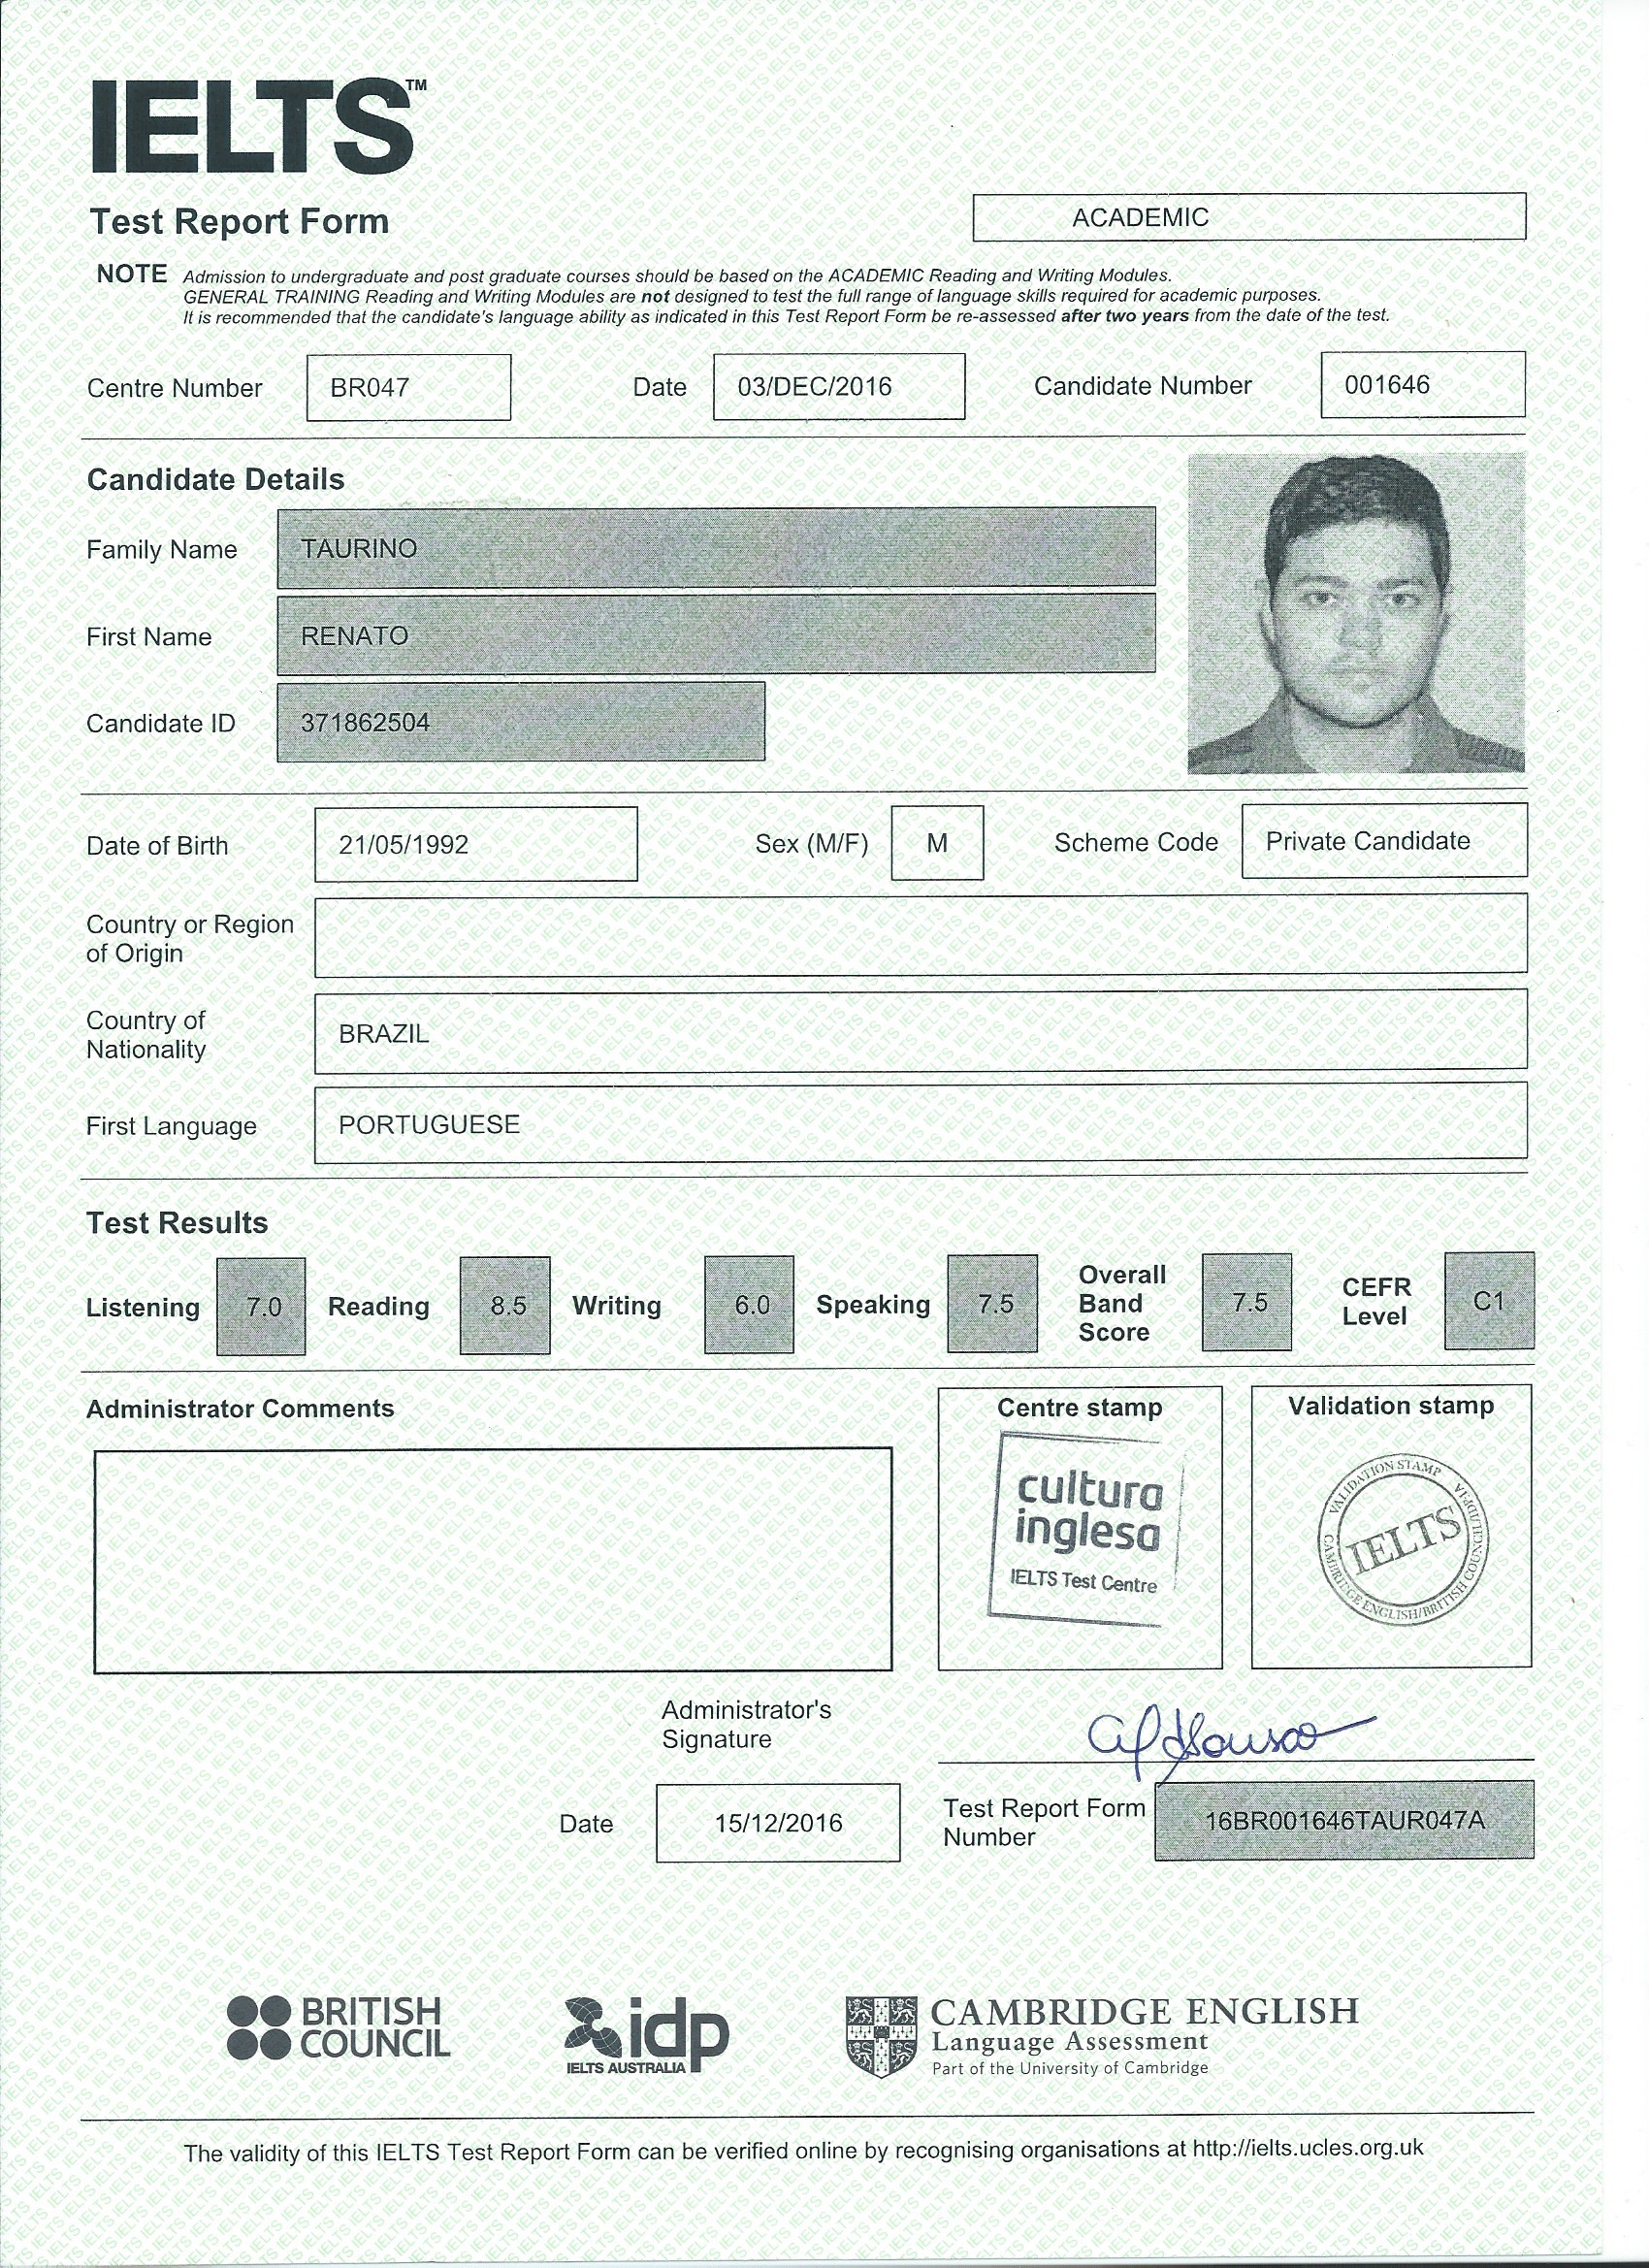 IELTS™
Test Report Form
ACADEMIC
NOTE Admission to undergraduate and post graduate courses should be based on the ACADEMIC Reading and Writing Modules.
GENERAL TRAINING Reading and Writing Modules are not designed to test the full range of language skills required for academic purposes.
It is recommended that the candidate's language ability as indicated in this Test Report Form be re-assessed after two years from the date of the test.
Centre Number BR047 Date 03/DEC/2016 Candidate Number 001646
Candidate Details
Family Name TAURINO
First Name RENATO
Candidate ID 371862504
Date of Birth 21/05/1992 Sex (M/F) M Scheme Code Private Candidate
Country or Region
of Origin
Country of
Nationality
BRAZIL
First Language PORTUGUESE
Test Results
Listening 7.0 Reading 8.5 Writing 6.0 Speaking 7.5 Overall Band Score 7.5 CEFR Level C1
Administrator Comments
Centre stamp
cultura
inglesa
IELTS Test Centre
Validation stamp
VALIDATION STAMP
IELTS
CAMBRIDGE ENGLISH/BRITISH COUNCIL/IDP:IA
Administrator's
Signature
Date 15/12/2016
Test Report Form
Number
16BR001646TAUR047A
BRITISH
COUNCIL
idp
IELTS AUSTRALIA
CAMBRIDGE ENGLISH
Language Assessment
Part of the University of Cambridge
The validity of this IELTS Test Report Form can be verified online by recognising organisations at http://ielts.ucles.org.uk